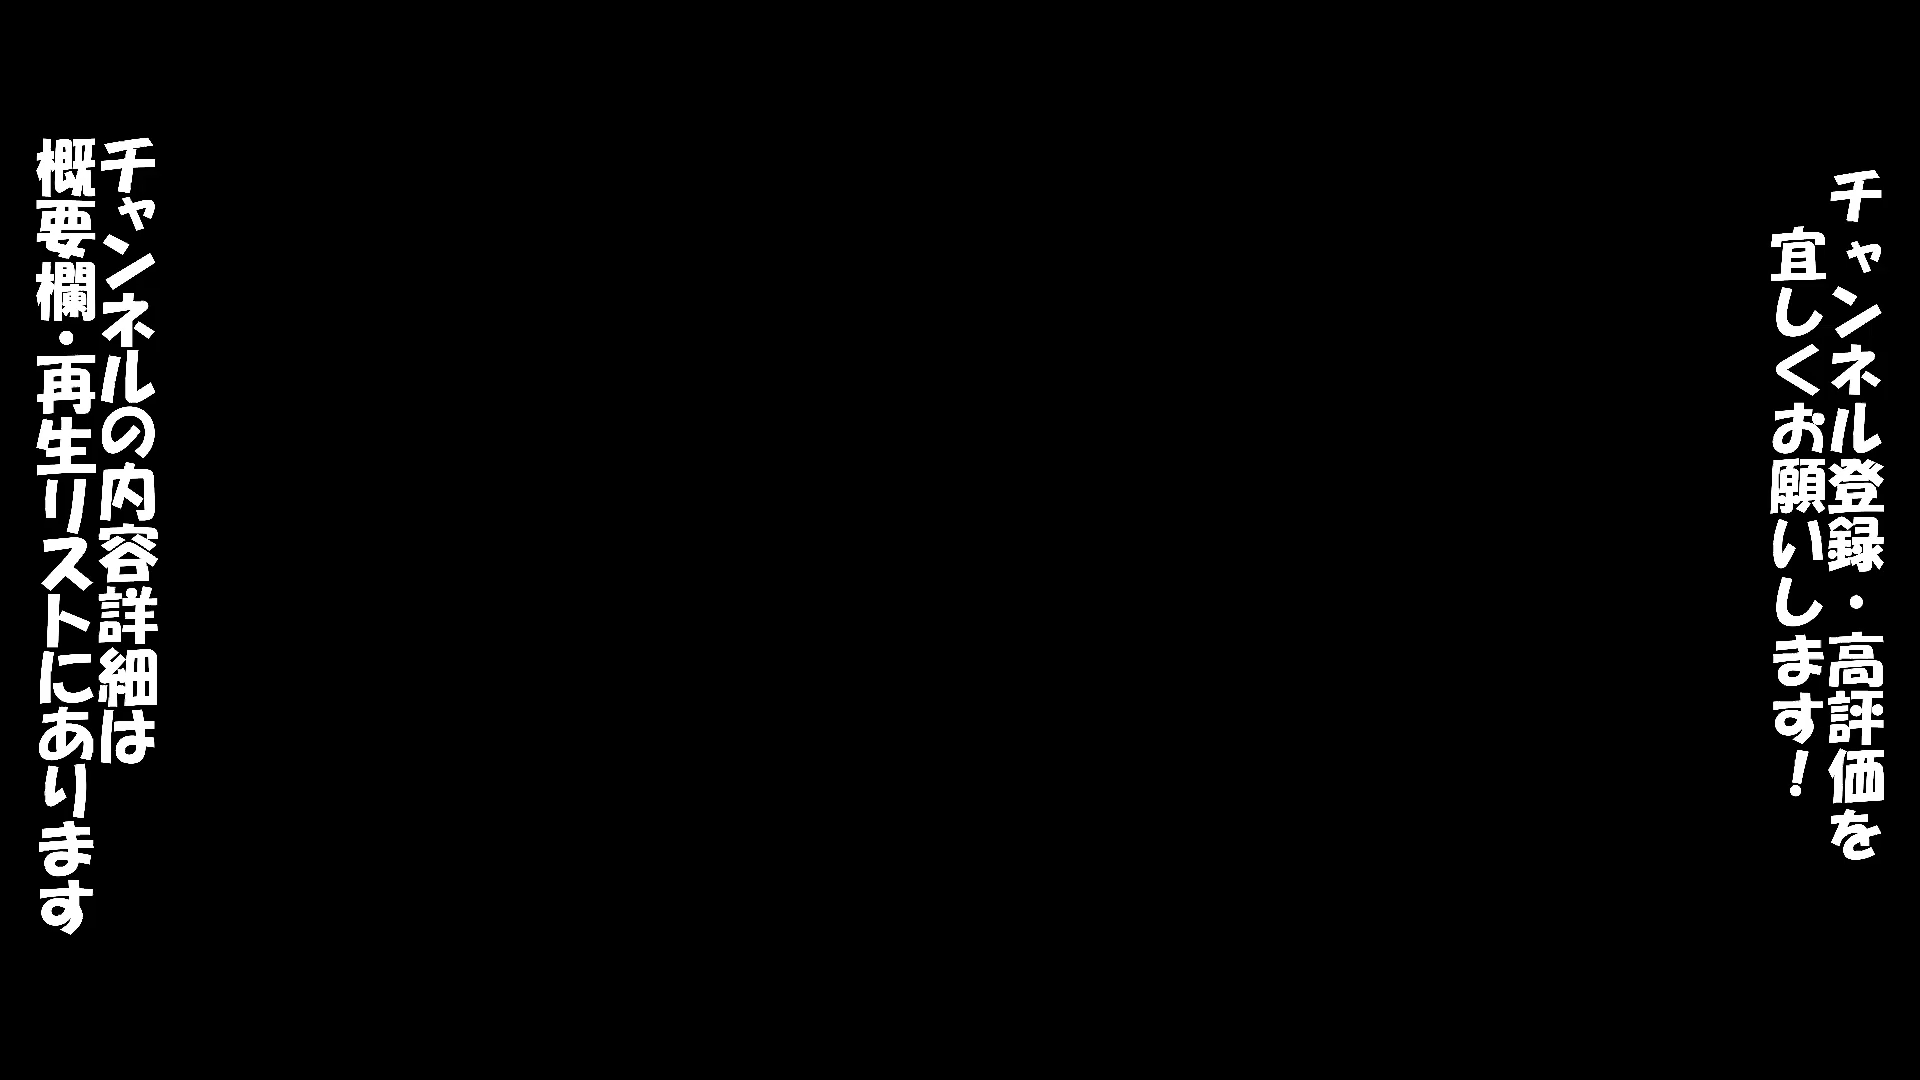 チャンネル登録・高評価を
宜しくお願いします！
チャンネルの内容詳細は
概要欄・再生リストにあります